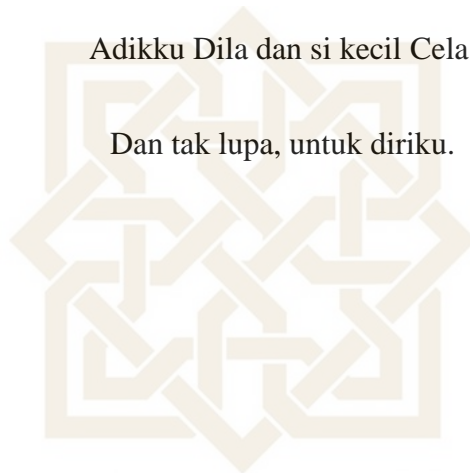 Adikku Dila dan si kecil Cela
Dan tak lupa, untuk diriku.